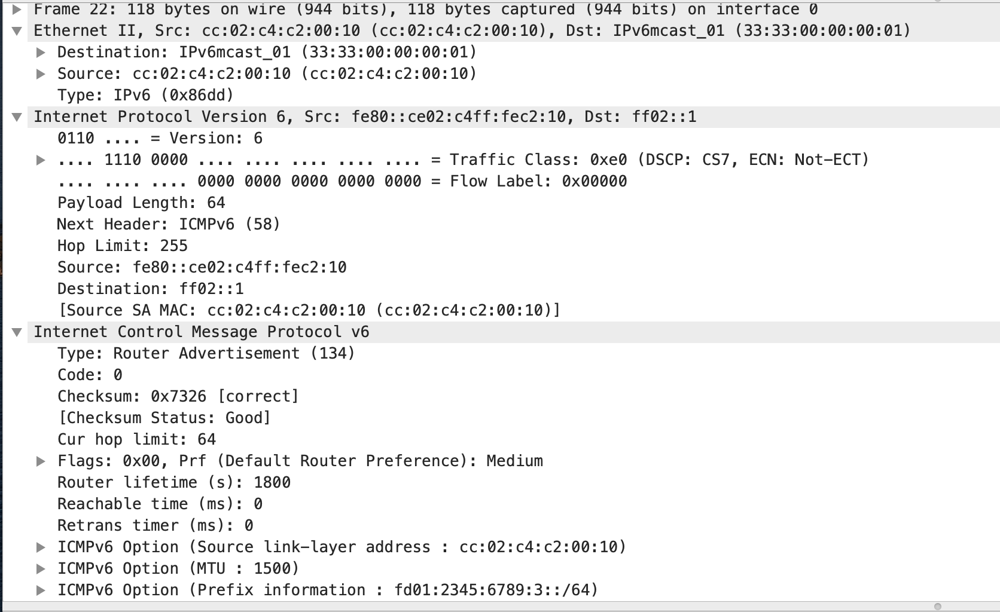 Frame 22: 118 bytes on wire (944 bits), 118 bytes captured (944 bits) on interface 0
Ethernet II, Src: cc:02:c4:c2:00:10 (cc:02:c4:c2:00:10), Dst: IPv6mcast_01 (33:33:00:00:00:01)
Destination: IPv6mcast_01 (33:33:00:00:00:01)
Source: cc:02:c4:c2:00:10 (cc:02:c4:c2:00:10)
Type: IPv6 (0x86dd)
Internet Protocol Version 6, Src: fe80::ce02:c4ff:fec2:10, Dst: ff02::1
0110 .... = Version: 6
.... 1110 0000 .... .... .... .... .... = Traffic Class: 0xe0 (DSCP: CS7, ECN: Not-ECT)
.... .... .... 0000 0000 0000 0000 0000 = Flow Label: 0x00000
Payload Length: 64
Next Header: ICMPv6 (58)
Hop Limit: 255
Source: fe80::ce02:c4ff:fec2:10
Destination: ff02::1
[Source SA MAC: cc:02:c4:c2:00:10 (cc:02:c4:c2:00:10)]
Internet Control Message Protocol v6
Type: Router Advertisement (134)
Code: 0
Checksum: 0x7326 [correct]
[Checksum Status: Good]
Cur hop limit: 64
Flags: 0x00, Prf (Default Router Preference): Medium
Router lifetime (s): 1800
Reachable time (ms): 0
Retrans timer (ms): 0
ICMPv6 Option (Source link-layer address : cc:02:c4:c2:00:10)
ICMPv6 Option (MTU : 1500)
ICMPv6 Option (Prefix information : fd01:2345:6789:3::/64)